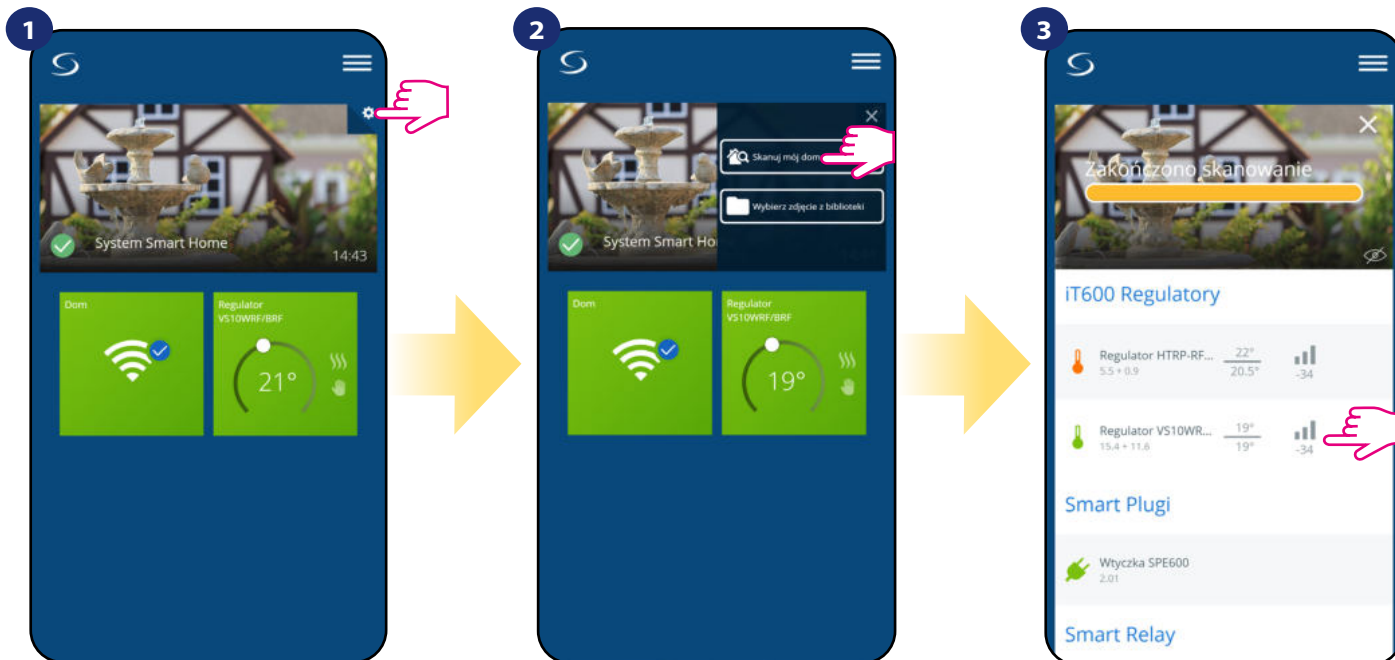 1
System Smart Home
14:43
Dom
Regulator
VS10WRF/BRF
21°
2
Skanuj mój dom
Wybierz zdjęcie z biblioteki
System Smart Ho
Dom
Regulator
VS10WRF/BRF
19°
3
Zakończono skanowanie
iT600 Regulatory
Regulator HTRP-RF... 22°
5.5 + 0.9 20.5° -34
Regulator VS10WR... 19°
15.4 + 11.6 19° -34
Smart Plugi
Wtyczka SPE600
2.01
Smart Relay